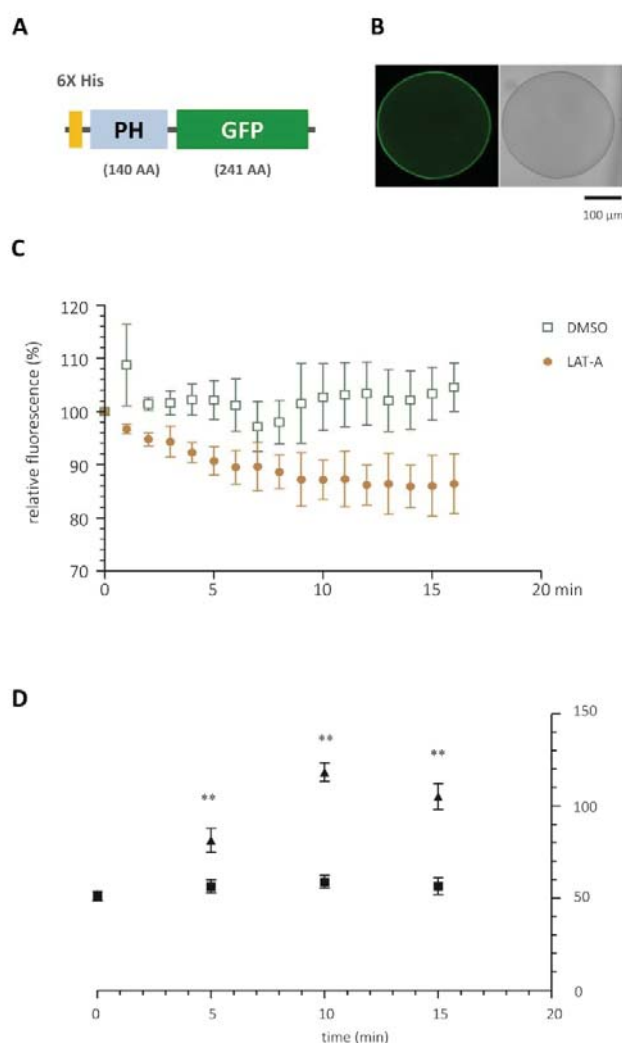 A
6X His
PH
GFP
(140 AA)
(241 AA)
B
100 µm
C
120
110
100
90
80
70
relative fluorescence (%)
0
5
10
15
20 min
DMSO
LAT-A
D
**
**
**
150
100
50
0
0
5
10
15
20
time (min)